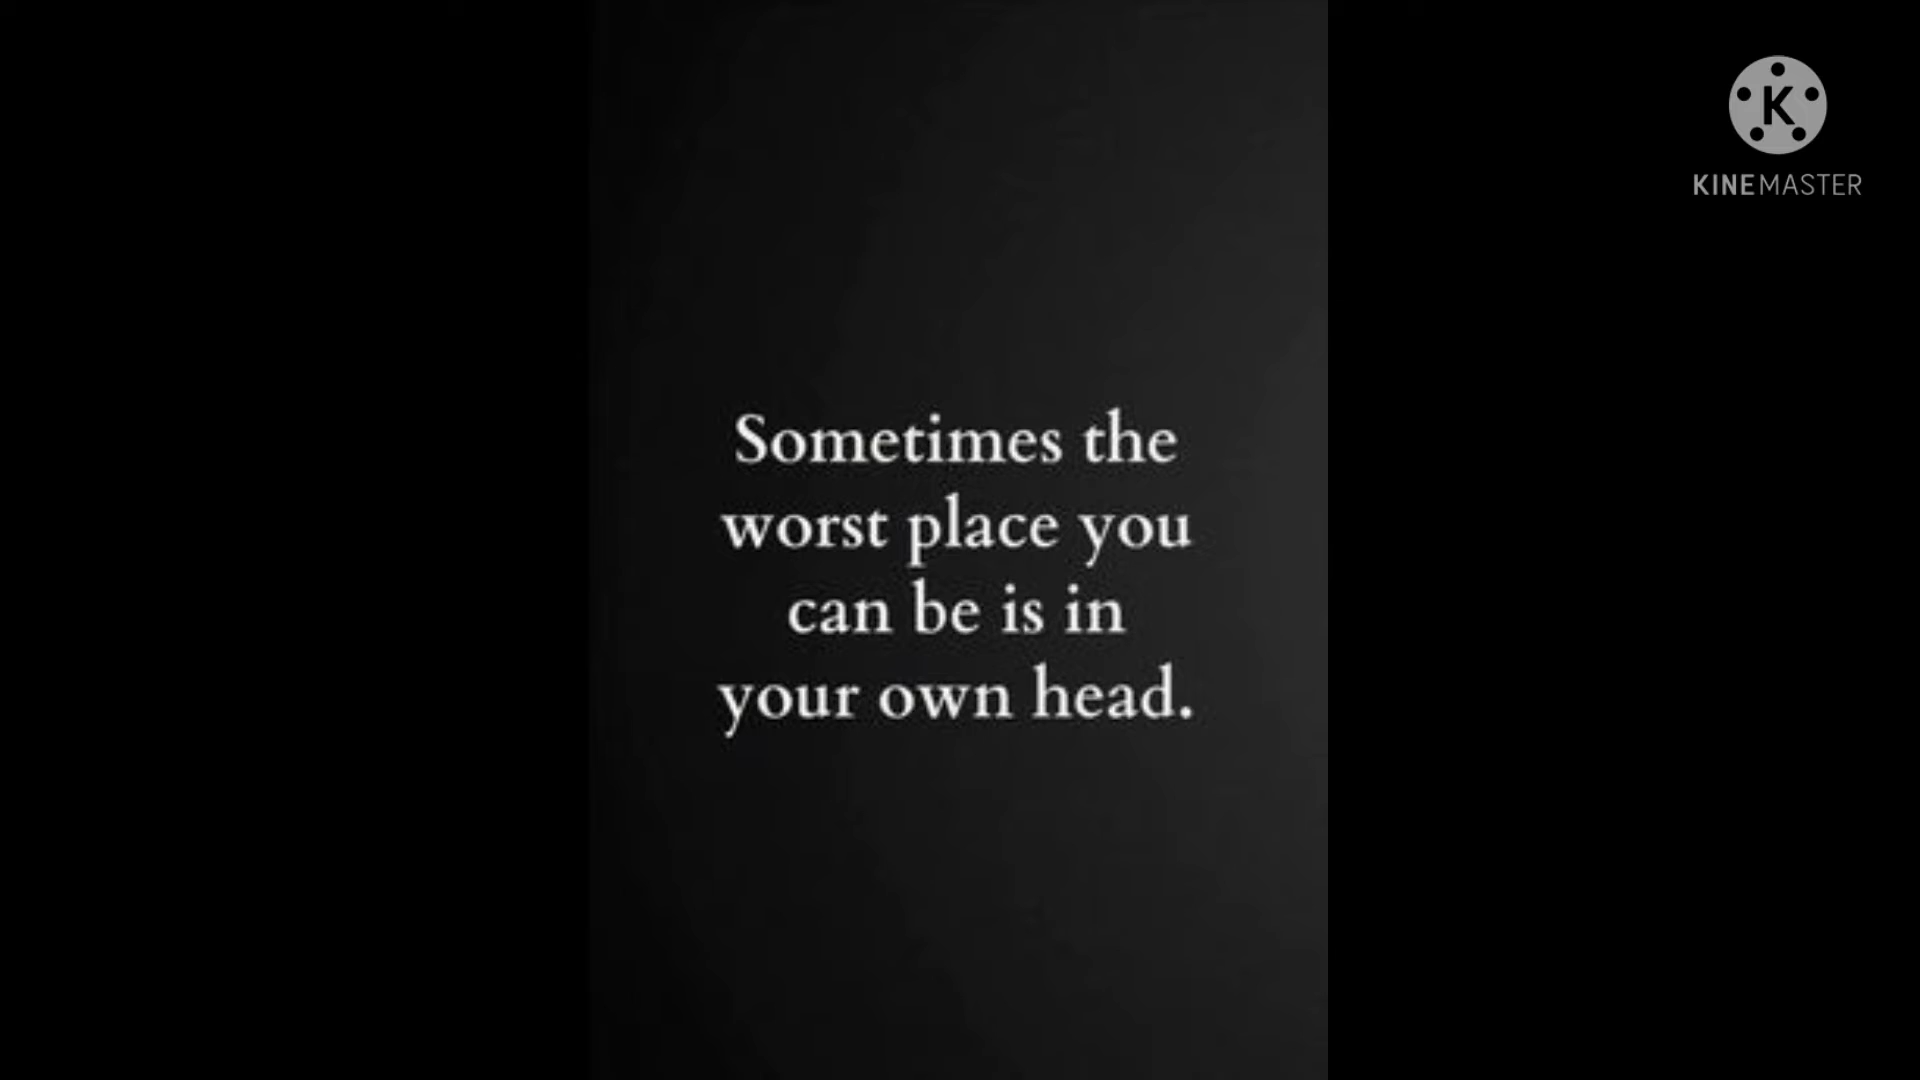 Sometimes the
worst place you
can be is in
your own head.
K
KINEMASTER